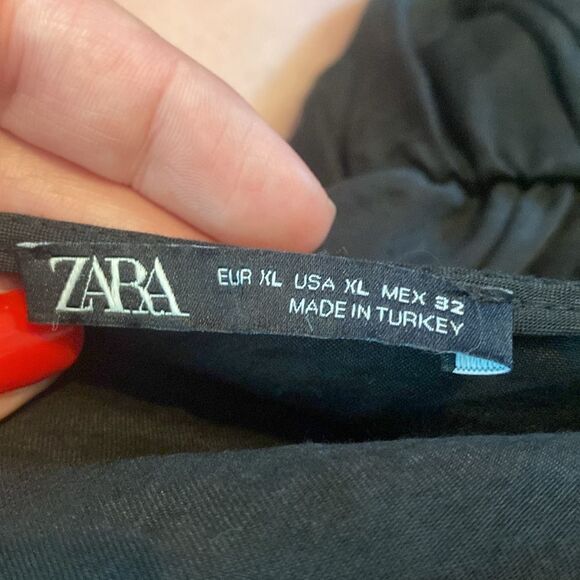 ZARA
EUR XL USA XL MEX 32
MADE IN TURKEY